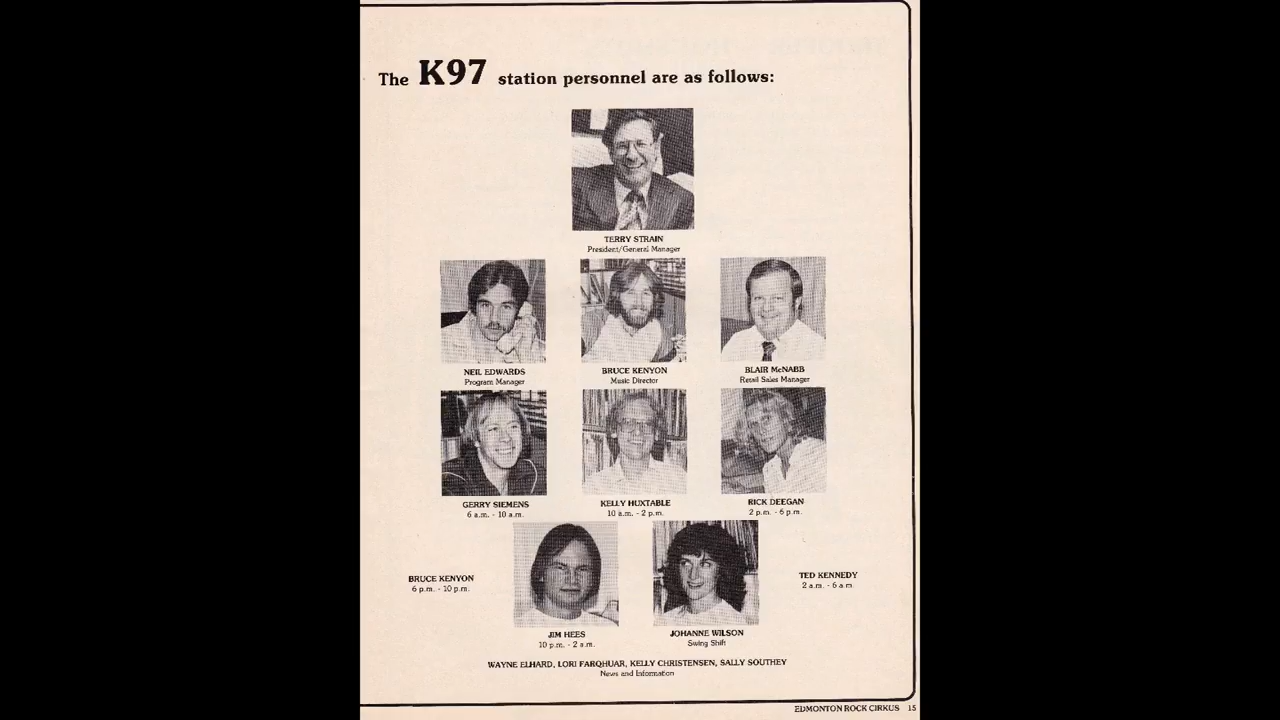 The K97 station personnel are as follows:
TERRY STRAIN
President/General Manager
NEIL EDWARDS
Program Manager
BRUCE KENYON
Music Director
BLAIR McNABB
Retail Sales Manager
GERRY SIEMENS
6 a.m. - 10 a.m.
KELLY HUXTABLE
10 a.m. - 2 p.m.
RICK DEEGAN
2 p.m. - 6 p.m.
BRUCE KENYON
6 p.m. - 10 p.m.
JIM HEES
10 p.m. - 2 a.m.
JOHANNE WILSON
Swing Shift
TED KENNEDY
2 a.m. - 6 a.m
WAYNE ELHARD, LORI FARQHUAR, KELLY CHRISTENSEN, SALLY SOUTHEY
News and Information
EDMONTON ROCK CIRKUS 15